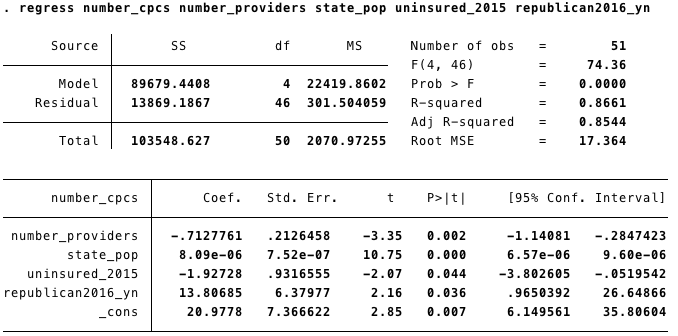 . regress number_cpcs number_providers state_pop uninsured_2015 republican2016_yn
Source SS df MS Number of obs = 51
F(4, 46) = 74.36
Model 89679.4408 4 22419.8602 Prob > F = 0.0000
Residual 13869.1867 46 301.504059 R-squared = 0.8661
Adj R-squared = 0.8544
Total 103548.627 50 2070.97255 Root MSE = 17.364
number_cpcs Coef. Std. Err. t P>|t| [95% Conf. Interval]
number_providers -.7127761 .2126458 -3.35 0.002 -1.14081 -.2847423
state_pop 8.09e-06 7.52e-07 10.75 0.000 6.57e-06 9.60e-06
uninsured_2015 -1.92728 .9316555 -2.07 0.044 -3.802605 -.0519542
republican2016_yn 13.80685 6.37977 2.16 0.036 .9650392 26.64866
_cons 20.9778 7.366622 2.85 0.007 6.149561 35.80604